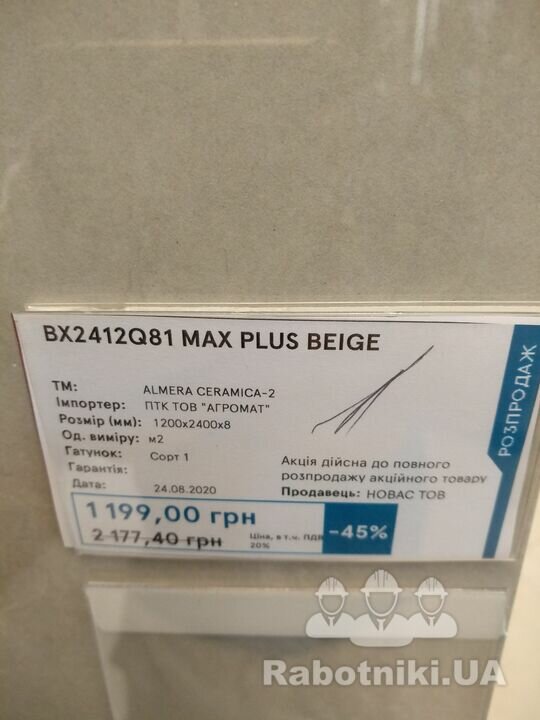 BX2412Q81 MAX PLUS BEIGE
ТМ: ALMERA CERAMICA-2
Імпортер: ПТК ТОВ "АГРОМАТ"
Розмір (мм): 1200x2400x8
Од. виміру: м2
Гатунок: Сорт 1
Гарантія:
Дата: 24.08.2020
Акція дійсна до повного
розпродажу акційного товару
Продавець: НОВАС ТОВ
1 199,00 грн
2 177,40 грн
Ціна, в т.ч. ПДВ
20%
-45%
РОЗПРОДАЖ
Rabotniki.UA